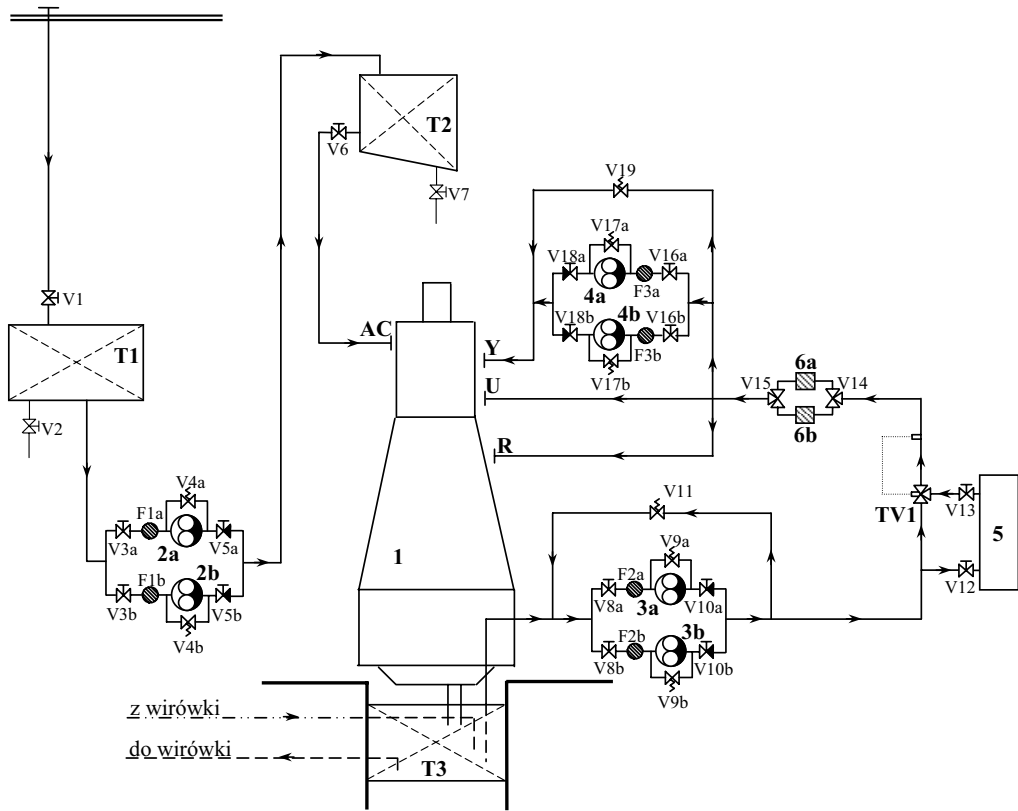 T2
V6
V7
V19
V17a
V18a
V16a
4a
F3a
V1
V18b
4b
V16b
T1
AC
Y
F3b
V17b
6a
U
V15
V14
V2
6b
R
V4a
F1a
V11
TV1
V13
V3a
2a
V5a
V9a
5
1
F1b
2b
F2a
V12
V8a
3a
V10a
V3b
V5b
V4b
F2b
3b
V8b
V10b
V9b
z wirówki
do wirówki
T3